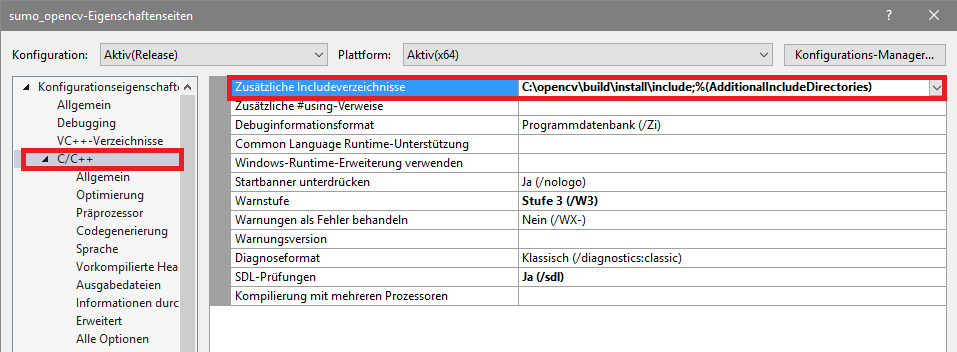 sumo_opencv-Eigenschaftenseiten ? ×
Konfiguration: Aktiv(Release) Plattform: Aktiv(x64) Konfigurations-Manager...
Konfigurationseigenschafte
Allgemein
Debugging
VC++-Verzeichnisse
C/C++
Allgemein
Optimierung
Präprozessor
Codegenerierung
Sprache
Vorkompilierte Hea
Ausgabedateien
Informationen durc
Erweitert
Alle Optionen
Zusätzliche Includeverzeichnisse C:\opencv\build\install\include;%(AdditionalIncludeDirectories)
Zusätzliche #using-Verweise
Debuginformationsformat Programmdatenbank (/Zi)
Common Language Runtime-Unterstützung
Windows-Runtime-Erweiterung verwenden
Startbanner unterdrücken Ja (/nologo)
Warnstufe Stufe 3 (/W3)
Warnungen als Fehler behandeln Nein (/WX-)
Warnungsversion
Diagnoseformat Klassisch (/diagnostics:classic)
SDL-Prüfungen Ja (/sdl)
Kompilierung mit mehreren Prozessoren